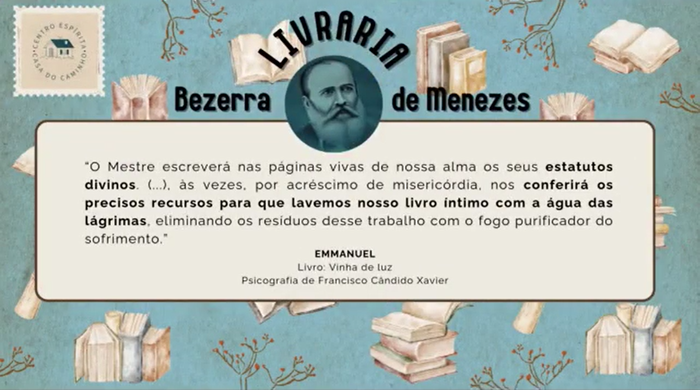 CENTRO ESPÍRITA
CASA DO CAMINHO
LIVRARIA
Bezerra de Menezes
“O Mestre escreverá nas páginas vivas de nossa alma os seus estatutos
divinos. (...), às vezes, por acréscimo de misericórdia, nos conferirá os
precisos recursos para que lavemos nosso livro íntimo com a água das
lágrimas, eliminando os resíduos desse trabalho com o fogo purificador do
sofrimento.”
EMMANUEL
Livro: Vinha de luz
Psicografia de Francisco Cândido Xavier